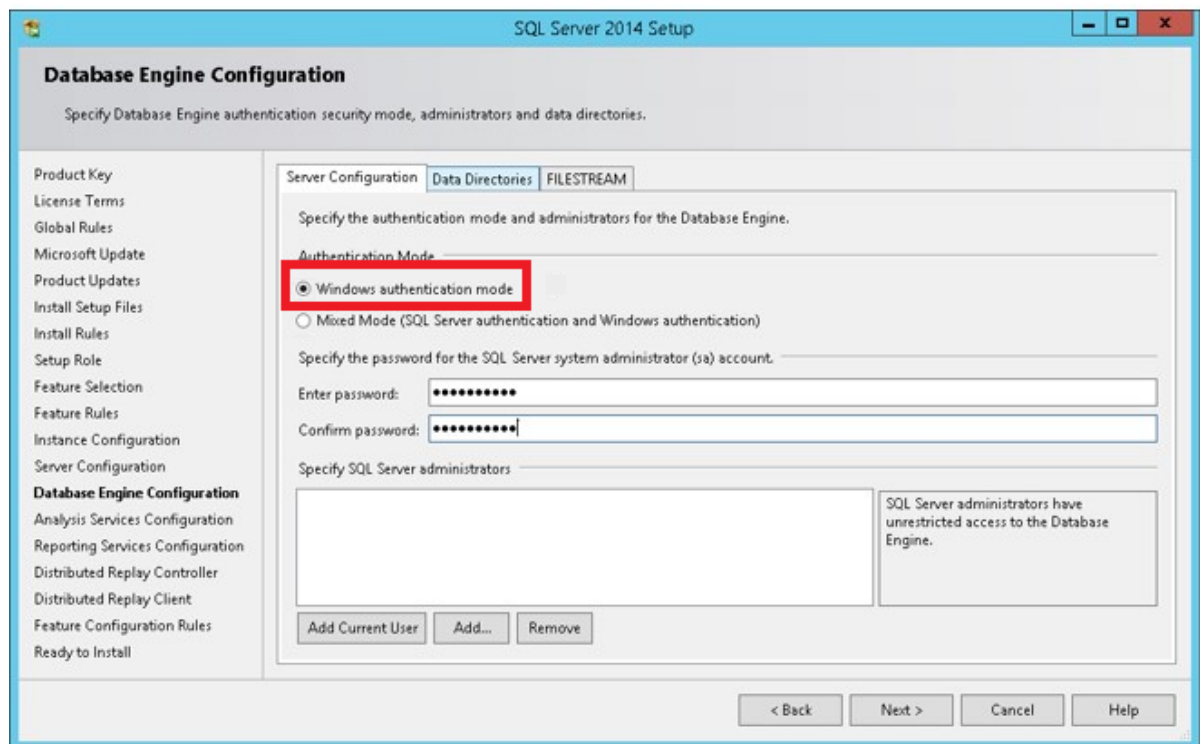 SQL Server 2014 Setup
Database Engine Configuration
Specify Database Engine authentication security mode, administrators and data directories.
Product Key
License Terms
Global Rules
Microsoft Update
Product Updates
Install Setup Files
Install Rules
Setup Role
Feature Selection
Feature Rules
Instance Configuration
Server Configuration
Database Engine Configuration
Analysis Services Configuration
Reporting Services Configuration
Distributed Replay Controller
Distributed Replay Client
Feature Configuration Rules
Ready to Install
Server Configuration Data Directories FILESTREAM
Specify the authentication mode and administrators for the Database Engine.
Authentication Mode
Windows authentication mode
Mixed Mode (SQL Server authentication and Windows authentication)
Specify the password for the SQL Server system administrator (sa) account.
Enter password: ●●●●●●●●●●
Confirm password: ●●●●●●●●●●
Specify SQL Server administrators
SQL Server administrators have
unrestricted access to the Database
Engine.
Add Current User Add... Remove
< Back Next > Cancel Help